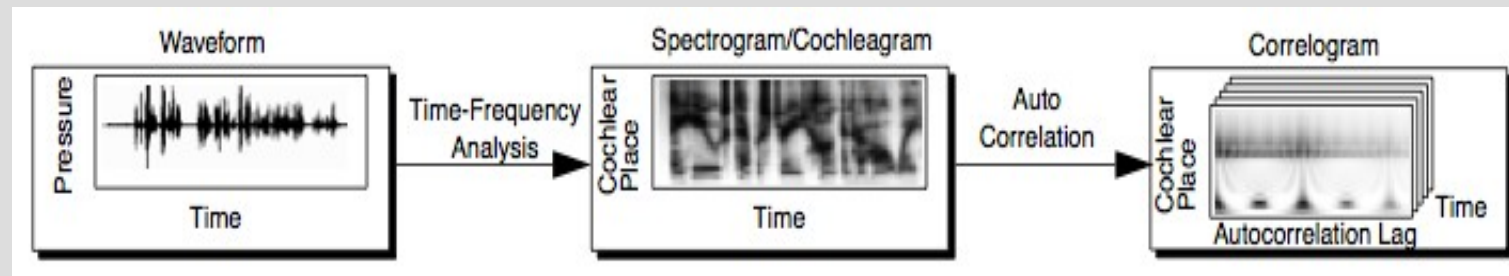 Waveform
Pressure
Time
Time-Frequency
Analysis
Spectrogram/Cochleagram
Cochlear
Place
Time
Auto
Correlation
Correlogram
Cochlear
Place
Time
Autocorrelation Lag